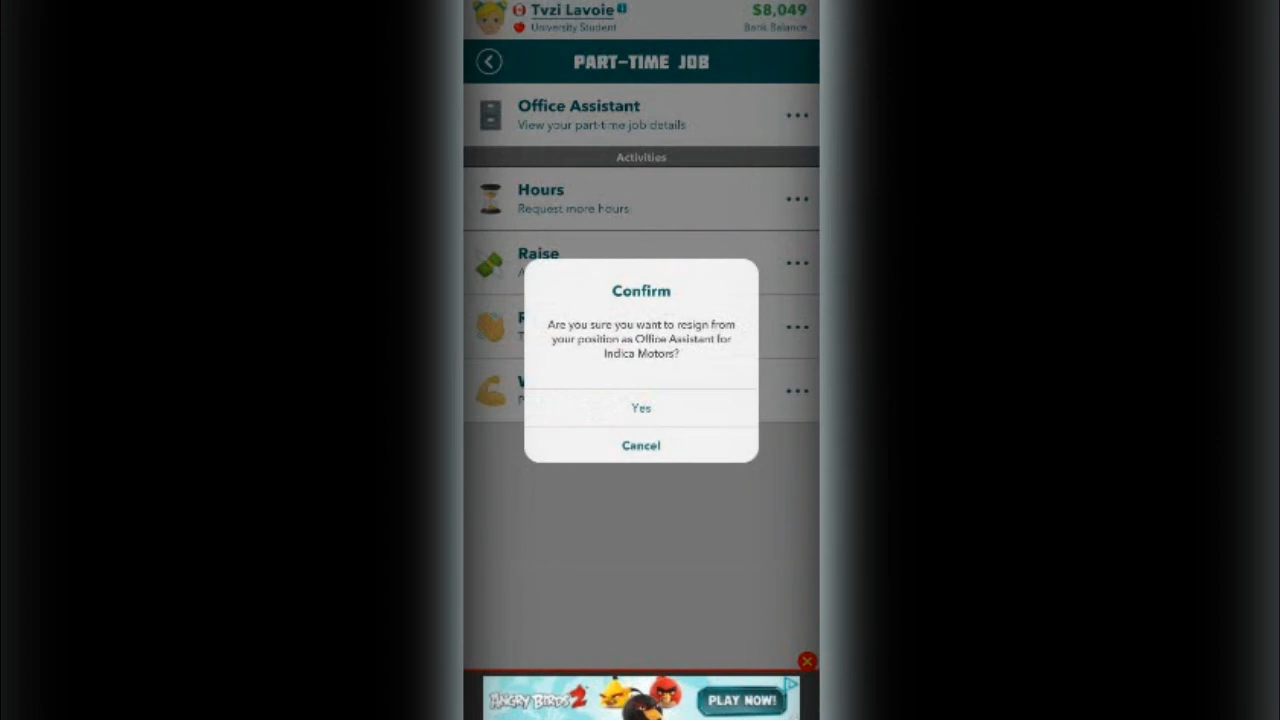 Tvzi Lavoie
$8,049
University Student
Bank Balance
PART-TIME JOB
Office Assistant
View your part-time job details
Activities
Hours
Request more hours
Raise
Confirm
Are you sure you want to resign from
your position as Office Assistant for
Indica Motors?
Yes
Cancel
ANGRY BIRDS 2
PLAY NOW!